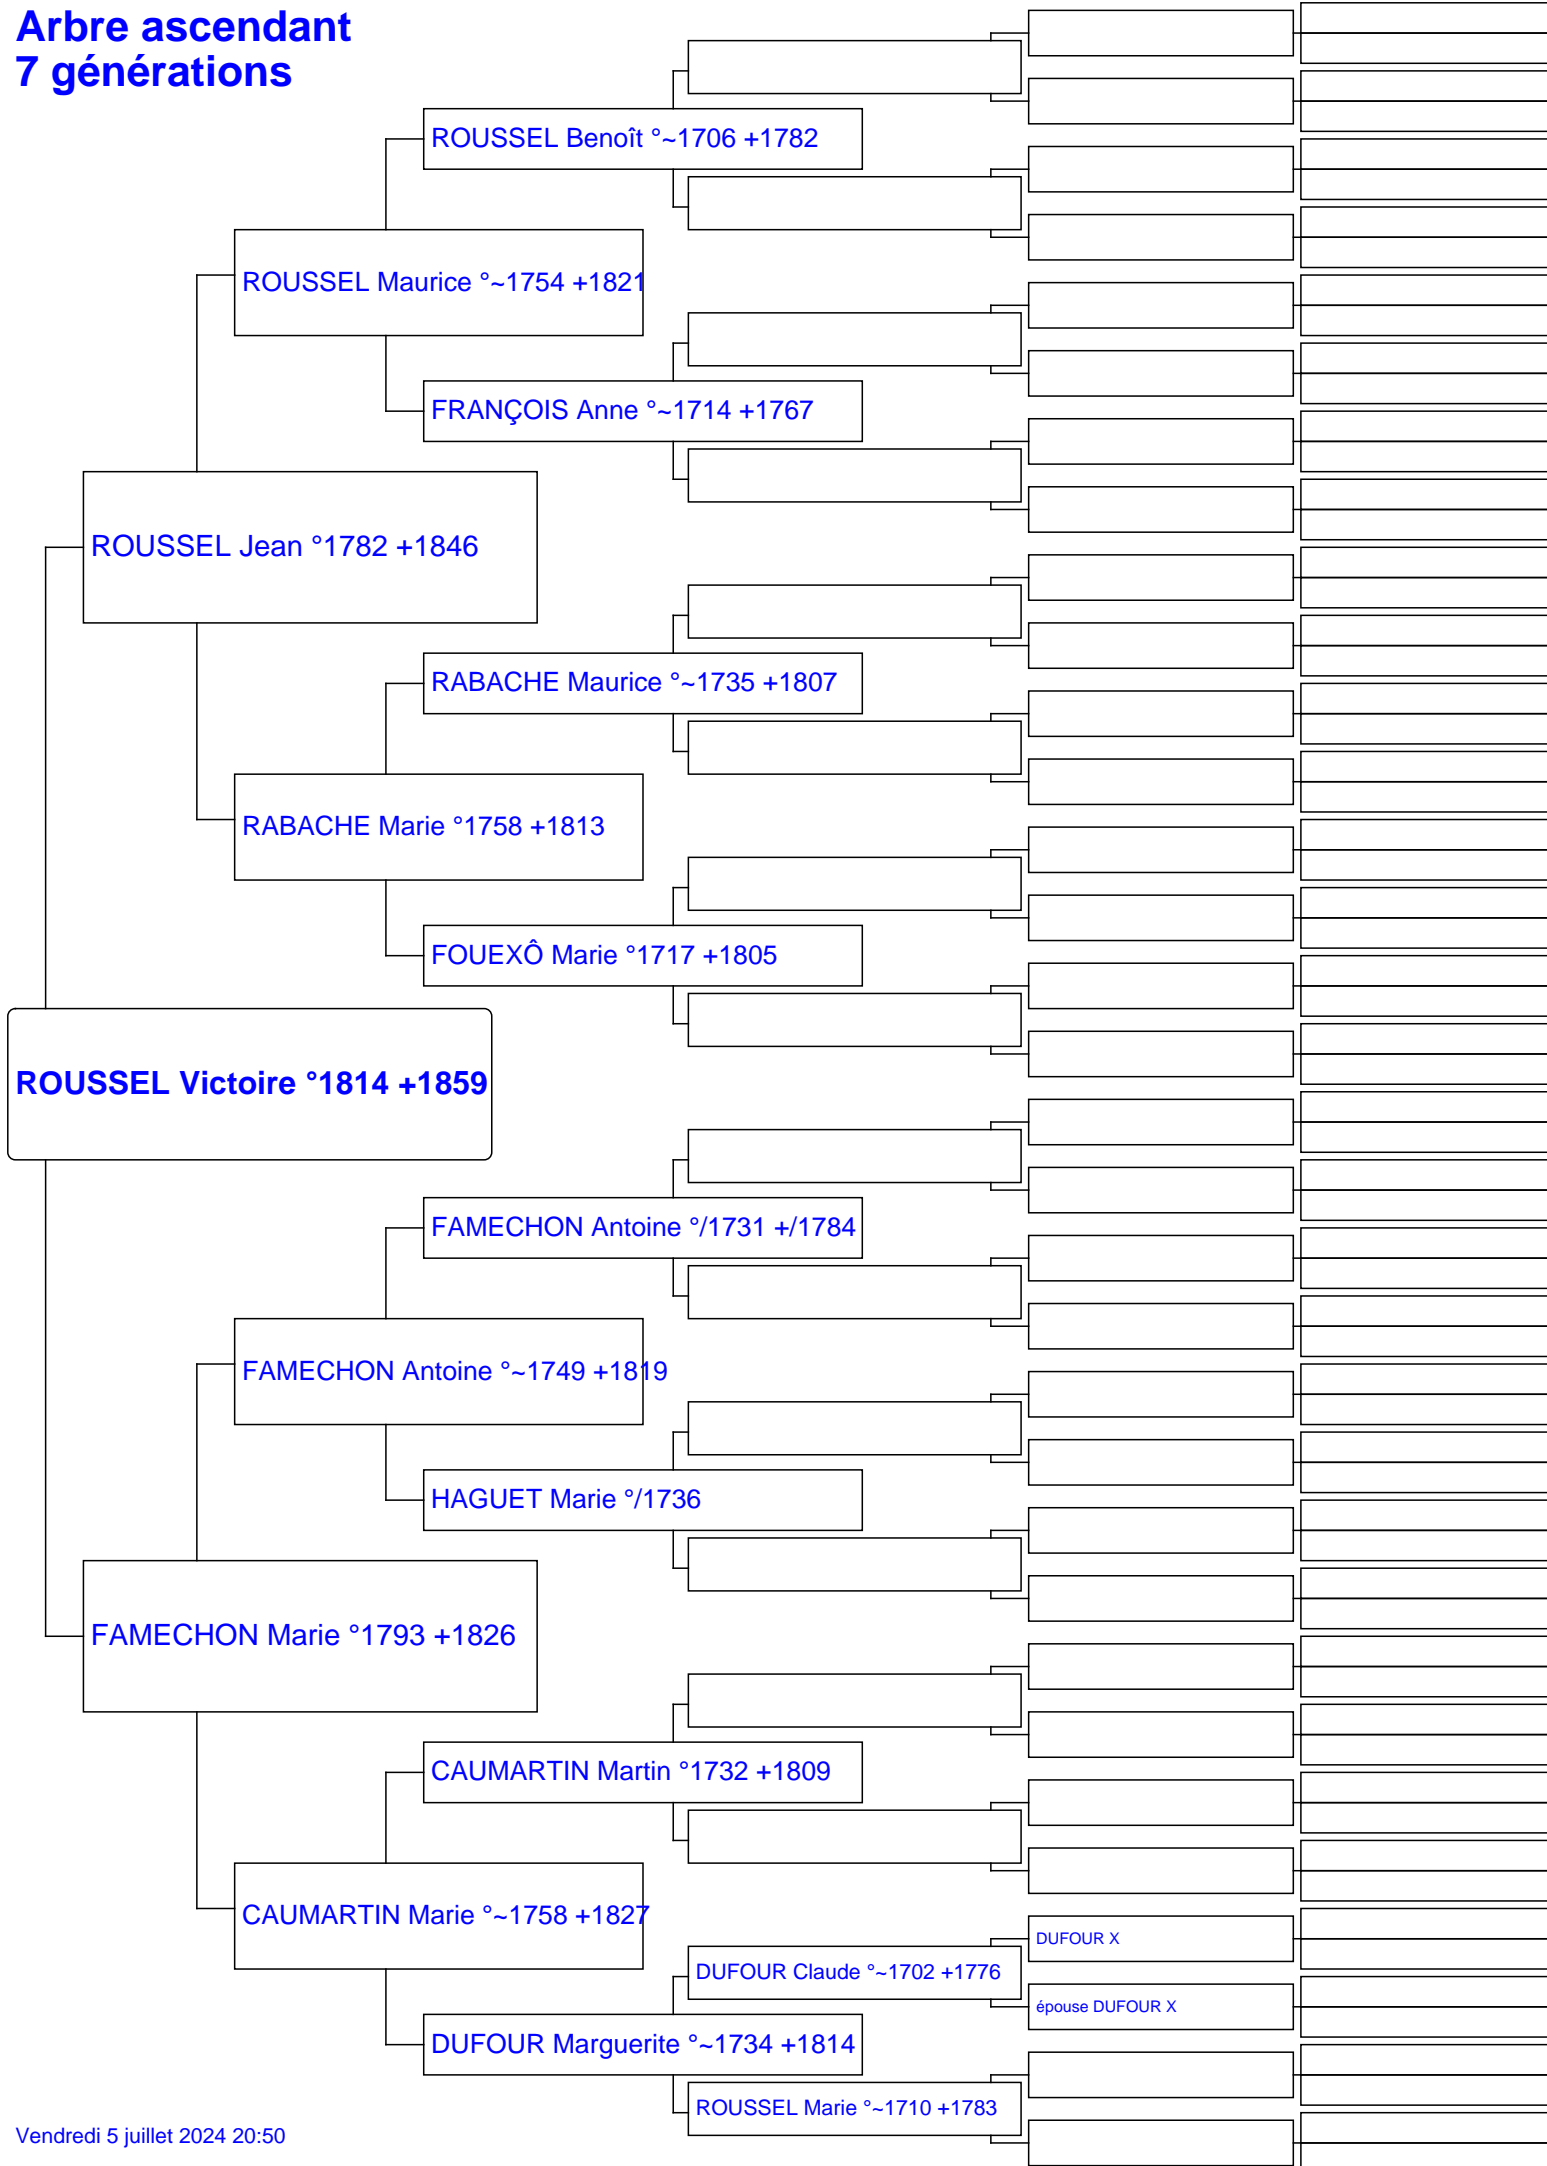 Arbre ascendant
7 générations
ROUSSEL Benoît °~1706 +1782
ROUSSEL Maurice °~1754 +1821
FRANÇOIS Anne °~1714 +1767
ROUSSEL Jean °1782 +1846
RABACHE Maurice °~1735 +1807
RABACHE Marie °1758 +1813
FOUEXÔ Marie °1717 +1805
ROUSSEL Victoire °1814 +1859
FAMECHON Antoine °/1731 +/1784
FAMECHON Antoine °~1749 +1819
HAGUET Marie °/1736
FAMECHON Marie °1793 +1826
CAUMARTIN Martin °1732 +1809
CAUMARTIN Marie °~1758 +1827
DUFOUR X
DUFOUR Claude °~1702 +1776
épouse DUFOUR X
DUFOUR Marguerite °~1734 +1814
ROUSSEL Marie °~1710 +1783
Vendredi 5 juillet 2024 20:50